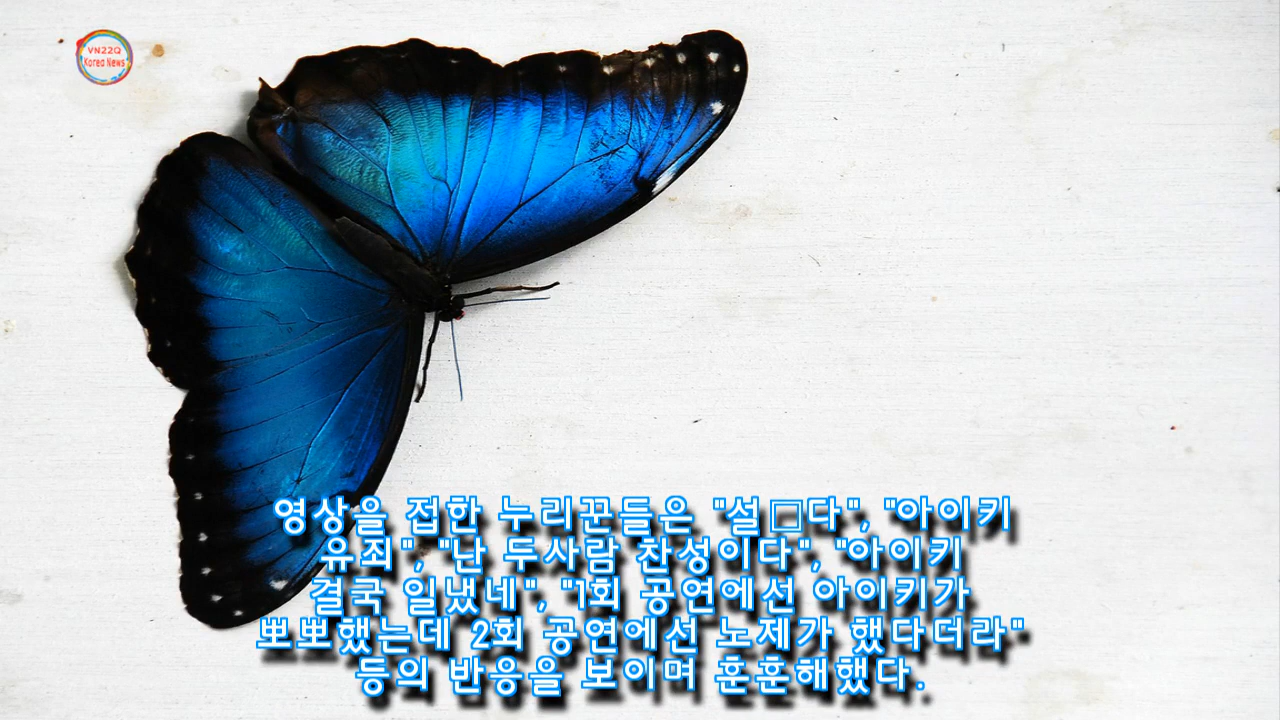 VN22Q
Korea News
영상을 접한 누리꾼들은 "설□다", "아이키
유죄", "난 두사람 찬성이다", "아이키
결국 일냈네", "1회 공연에선 아이키가
뽀뽀했는데 2회 공연에선 노제가 했다더라"
등의 반응을 보이며 훈훈해했다.